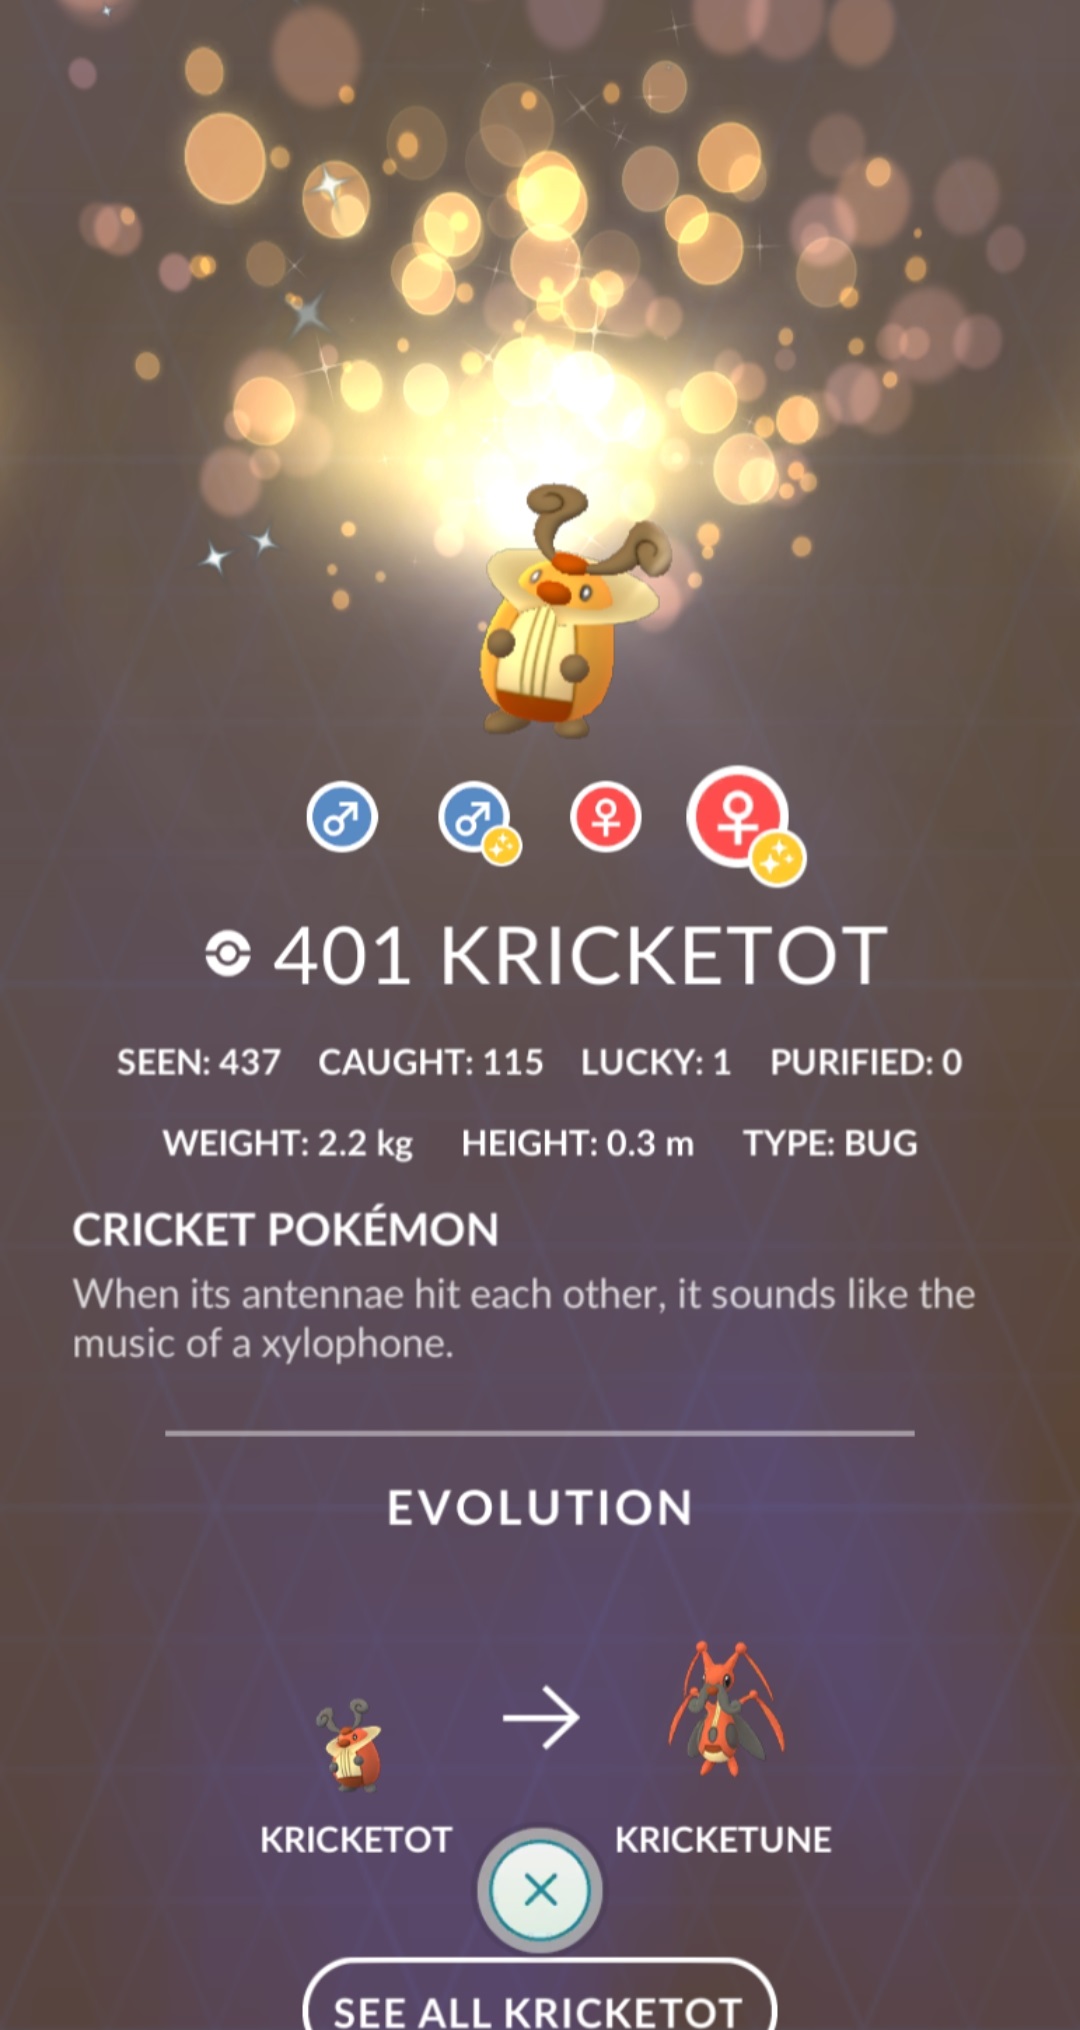 401 KRICKETOT
SEEN: 437 CAUGHT: 115 LUCKY: 1 PURIFIED: 0
WEIGHT: 2.2 kg HEIGHT: 0.3 m TYPE: BUG
CRICKET POKÉMON
When its antennae hit each other, it sounds like the
music of a xylophone.
EVOLUTION
KRICKETOT KRICKETUNE
SEE ALL KRICKETOT